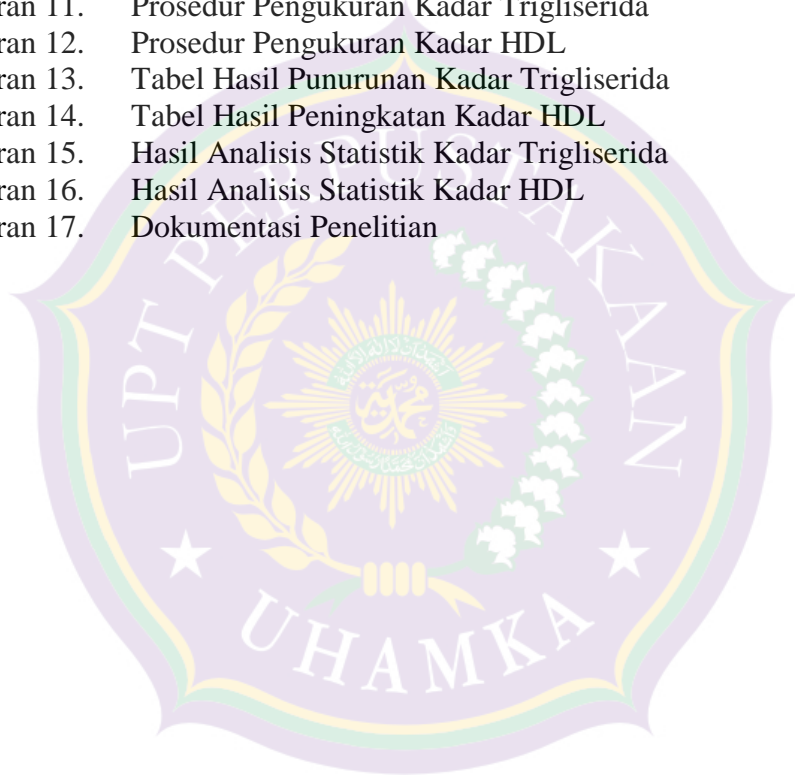 ran 11. Prosedur Pengukuran Kadar Trigliserida
ran 12. Prosedur Pengukuran Kadar HDL
ran 13. Tabel Hasil Punurunan Kadar Trigliserida
ran 14. Tabel Hasil Peningkatan Kadar HDL
ran 15. Hasil Analisis Statistik Kadar Trigliserida
ran 16. Hasil Analisis Statistik Kadar HDL
ran 17. Dokumentasi Penelitian
UPT PERPUSTAKAAN
UHAMKA